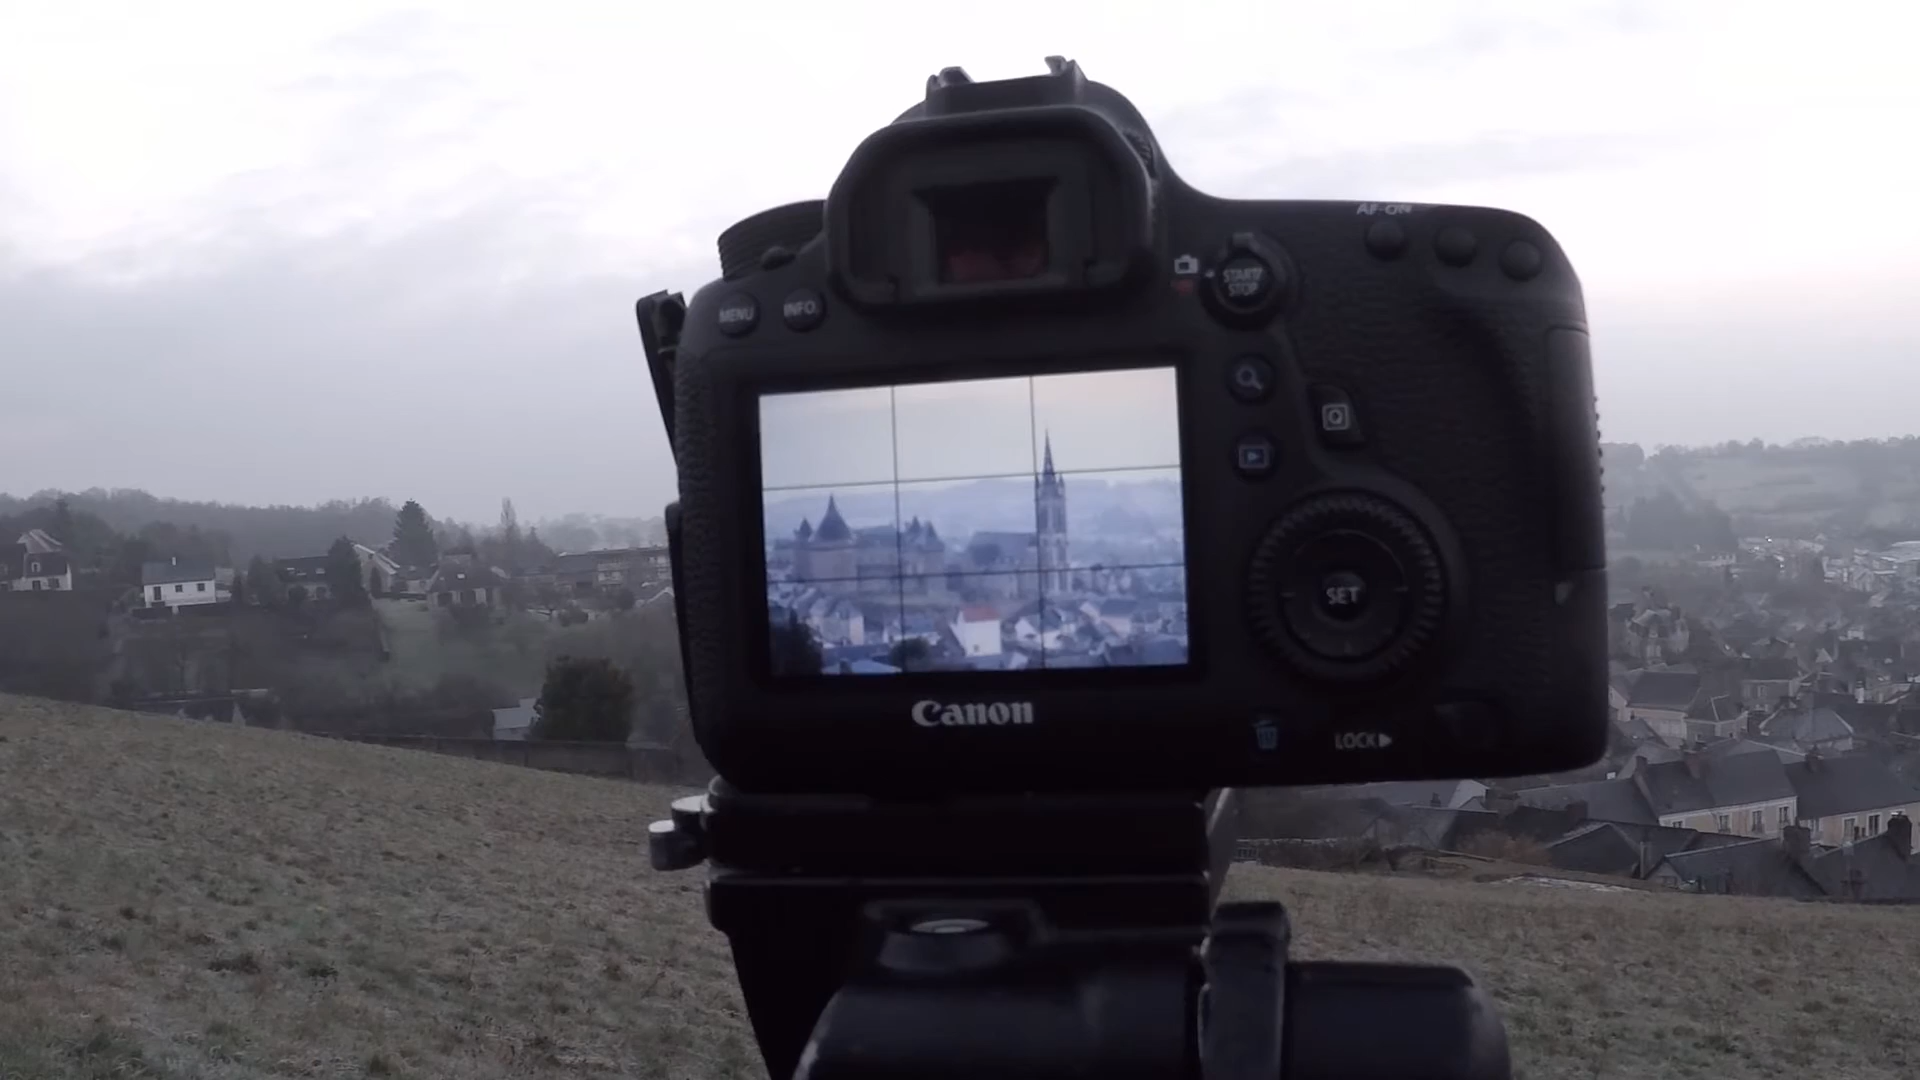 AF-ON
MENU
INFO.
START/
STOP
Q
SET
Canon
LOCK